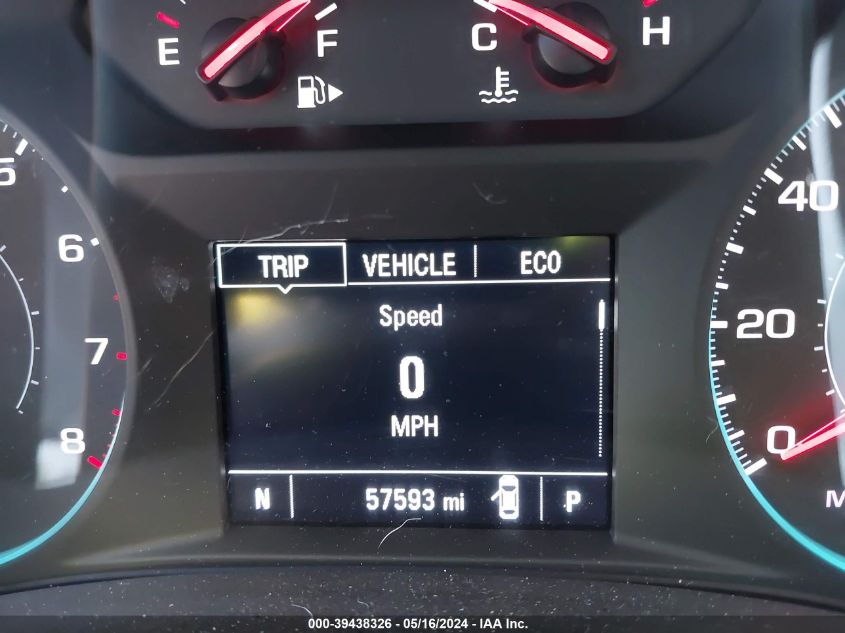 E F C H
5
6
7
8
TRIP VEHICLE ECO
Speed
0
MPH
N 57593 mi P
40
20
0
M
000-39438326 - 05/16/2024 - IAA Inc.